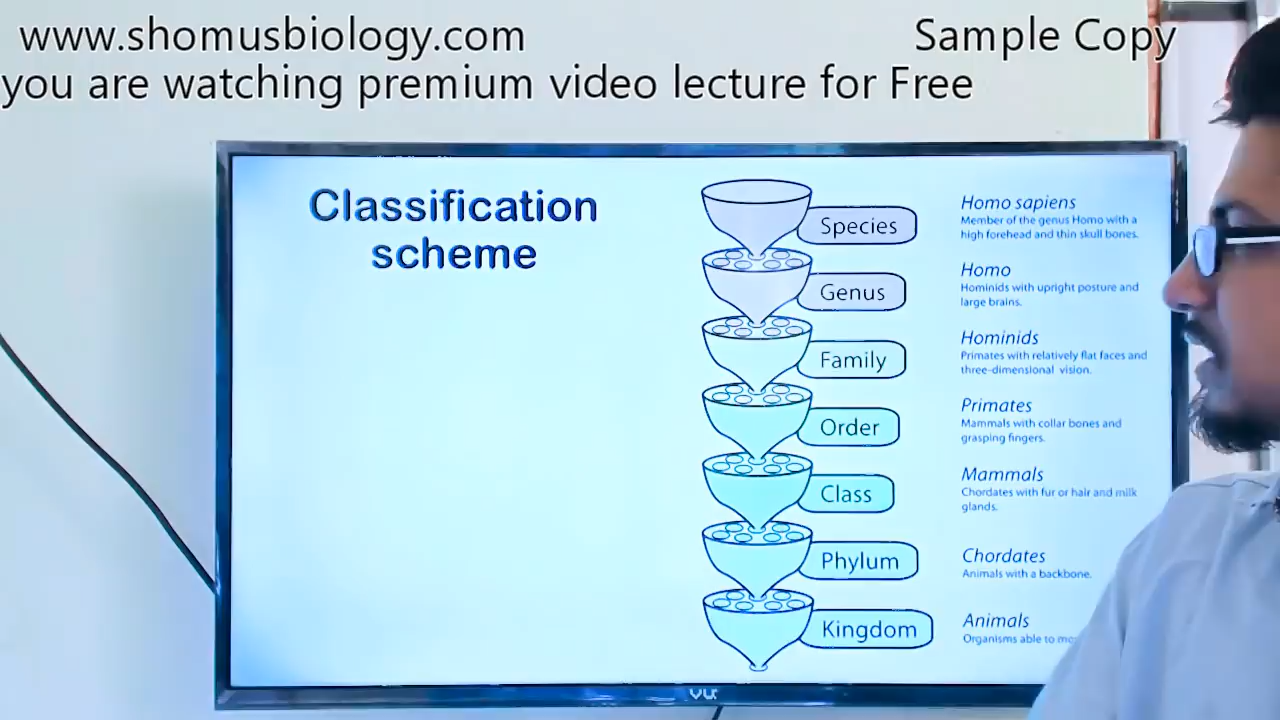 www.shomusbiology.com
Sample Copy
you are watching premium video lecture for Free
Classification
scheme
Species
Homo sapiens
Member of the genus Homo with a
high forehead and thin skull bones.
Genus
Homo
Hominids with upright posture and
large brains.
Family
Hominids
Primates with relatively flat faces and
three-dimensional vision.
Order
Primates
Mammals with collar bones and
grasping fingers.
Class
Mammals
Chordates with fur or hair and milk
glands.
Phylum
Chordates
Animals with a backbone.
Kingdom
Animals
Organisms able to